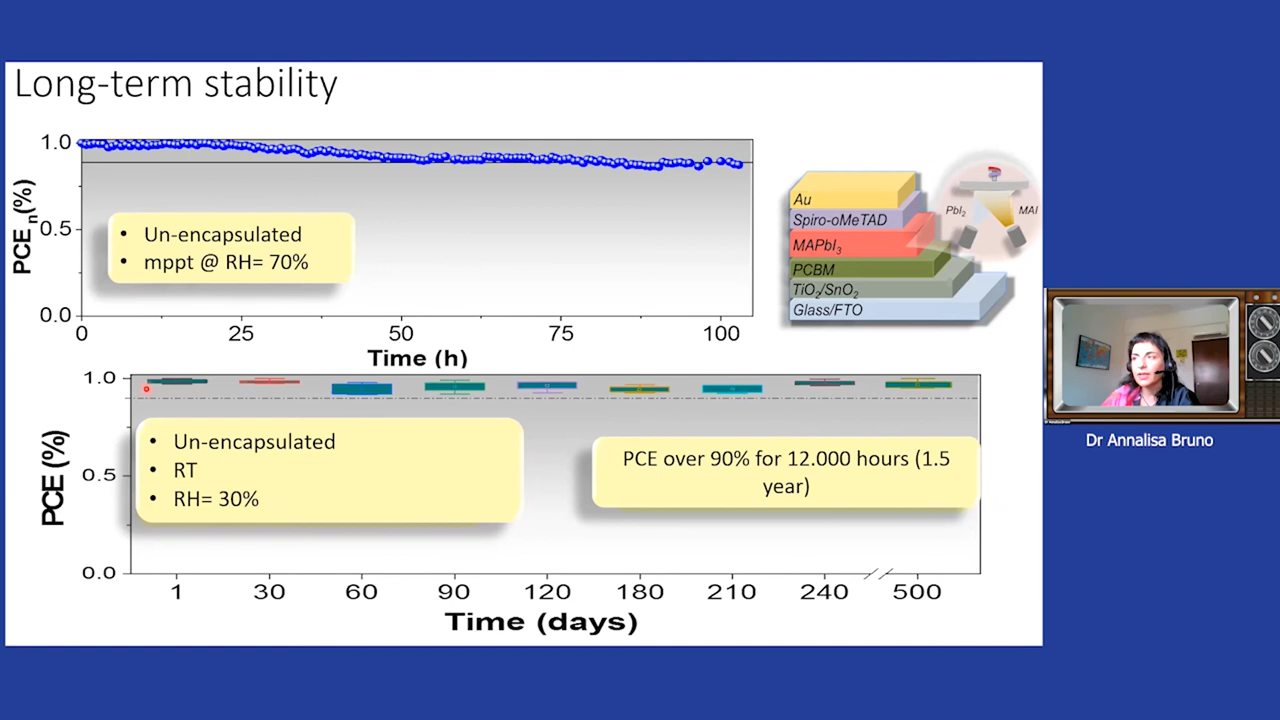 Long-term stability
1.0
0.5
0.0
PCEn(%)
0
25
50
75
100
Time (h)
Un-encapsulated
mppt @ RH= 70%
Au
Spiro-oMeTAD
MAPbI3
PCBM
TiO2/SnO2
Glass/FTO
PbI2
MAI
1.0
0.5
0.0
PCE (%)
1
30
60
90
120
180
210
240
500
Time (days)
Un-encapsulated
RT
RH= 30%
PCE over 90% for 12.000 hours (1.5
year)
Dr Annalisa Bruno